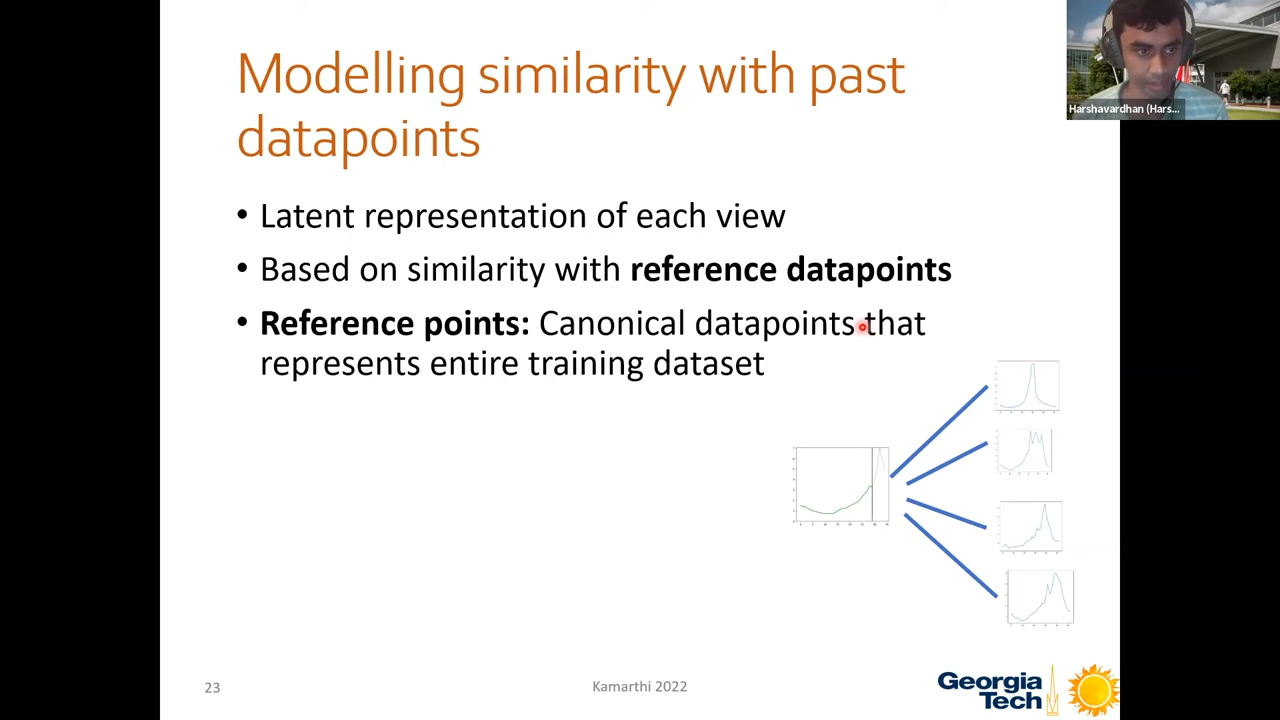 Modelling similarity with past
datapoints
• Latent representation of each view
• Based on similarity with reference datapoints
• Reference points: Canonical datapoints that
represents entire training dataset
Harshavardhan (Hars...
23
Kamarthi 2022
Georgia
Tech